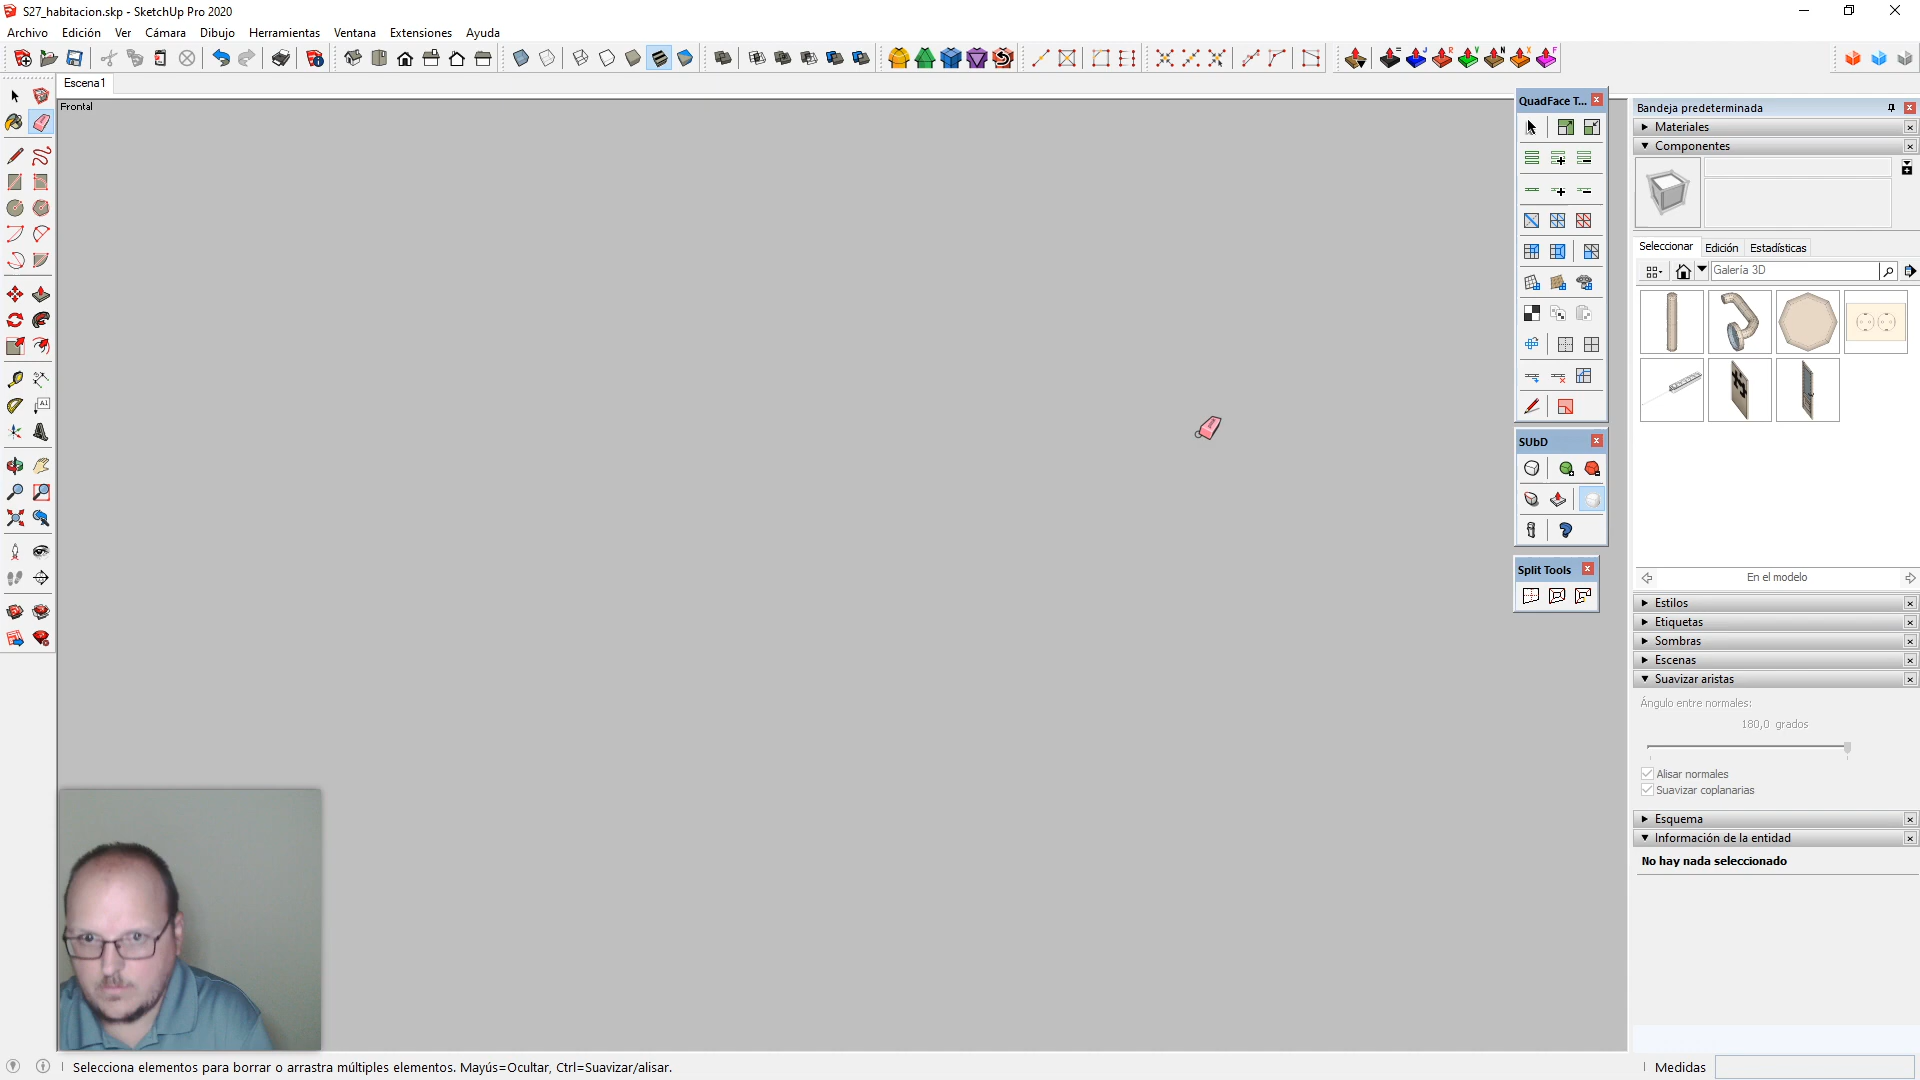 S27_habitacion.skp - SketchUp Pro 2020
Archivo Edición Ver Cámara Dibujo Herramientas Ventana Extensiones Ayuda
Escena1
Frontal
QuadFace T...
SUbD
Split Tools
Bandeja predeterminada
Materiales
Componentes
Seleccionar Edición Estadísticas
Galería 3D
En el modelo
Estilos
Etiquetas
Sombras
Escenas
Suavizar aristas
Ángulo entre normales:
180,0 grados
Alisar normales
Suavizar coplanarias
Esquema
Información de la entidad
No hay nada seleccionado
Selecciona elementos para borrar o arrastra múltiples elementos. Mayús=Ocultar, Ctrl=Suavizar/alisar.
Medidas